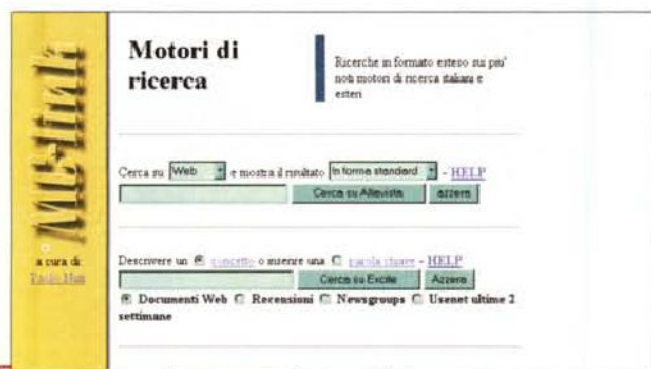 MC-link
a cura di:
Motori di
ricerca
Ricerche in formato esteso sui piu'
noti motori di ricerca italiani e
esteri
Cerca su Web e mostra il risultato In forma standard - HELP
Cerca su Altavista azzera
Descrivere un concetto o inserire una parola chiave - HELP
Cerca su Excite Azzera
Documenti Web Recensioni Newsgroups Usenet ultime 2
settimane